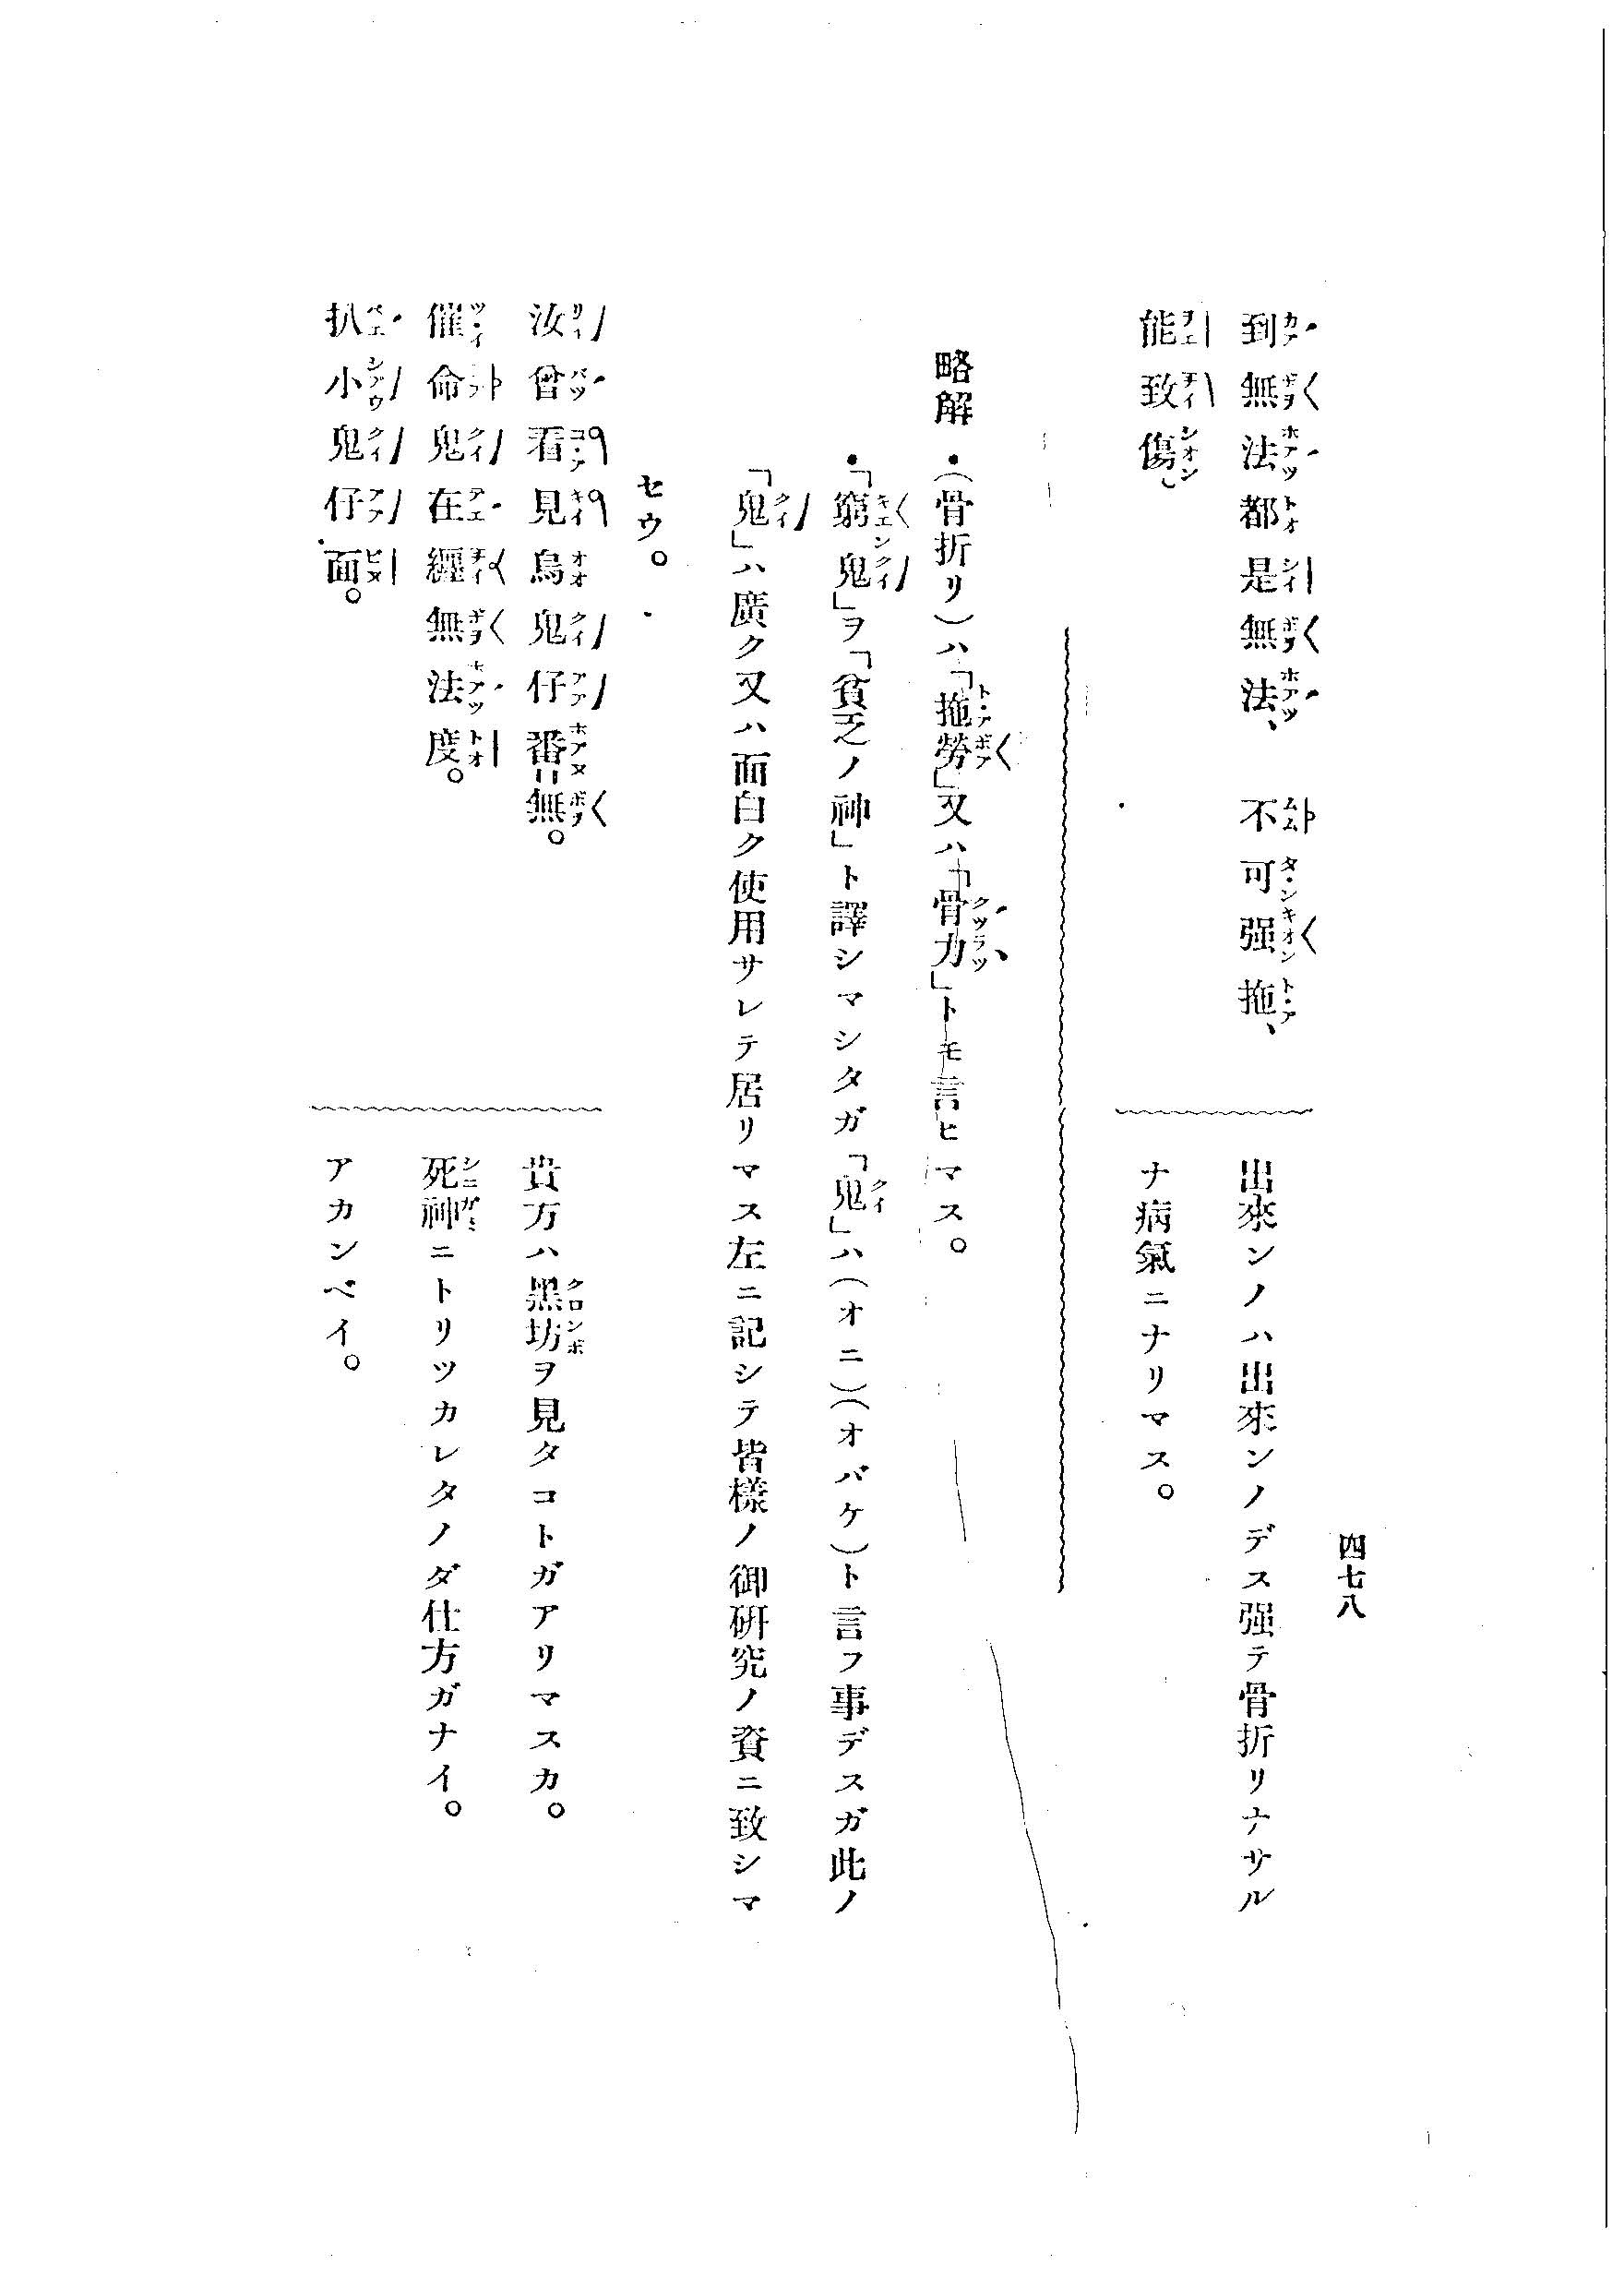 四七八
到無法都是無法、不可强拖、
出來ンノハ出來ンノデス强テ骨折リナサル
能致傷、
ナ病氣ニナリマス。
略解・(骨折リ)ハ「拖勞」又ハ「骨力」トモ言ヒマス。
・「窮鬼」ヲ「貧乏ノ神」ト譯シマシタガ「鬼」ハ(オニ)(オバケ)ト言フ事デスガ此ノ
「鬼」ハ廣ク又ハ面白ク使用サレテ居リマス左ニ記シテ皆樣ノ御硏究ノ資ニ致シマ
セウ。
汝曾看見烏鬼仔番=無。
貴方ハ黑坊ヲ見タコトガアリマスカ。
催命鬼在纏無法度。
死神ニトリツカレタノダ仕方ガナイ。
扒小鬼仔面。
アカンベイ。